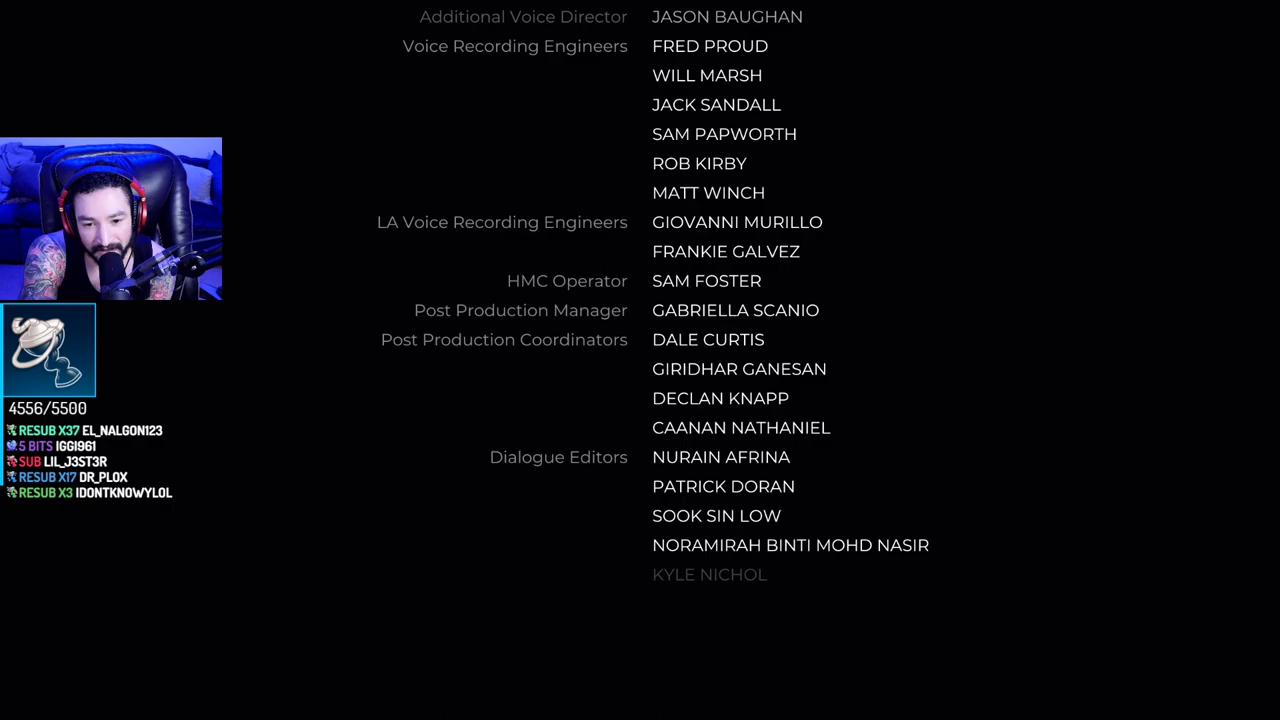 Additional Voice Director JASON BAUGHAN
Voice Recording Engineers FRED PROUD
WILL MARSH
JACK SANDALL
SAM PAPWORTH
ROB KIRBY
MATT WINCH
LA Voice Recording Engineers GIOVANNI MURILLO
FRANKIE GALVEZ
HMC Operator SAM FOSTER
Post Production Manager GABRIELLA SCANIO
Post Production Coordinators DALE CURTIS
GIRIDHAR GANESAN
DECLAN KNAPP
CAANAN NATHANIEL
Dialogue Editors NURAIN AFRINA
PATRICK DORAN
SOOK SIN LOW
NORAMIRAH BINTI MOHD NASIR
KYLE NICHOL
4556/5500
RESUB X37 EL_NALGON123
5 BITS IGGI961
SUB LIL_J3ST3R
RESUB X17 DR_PLOX
RESUB X3 IDONTKNOWYLOL